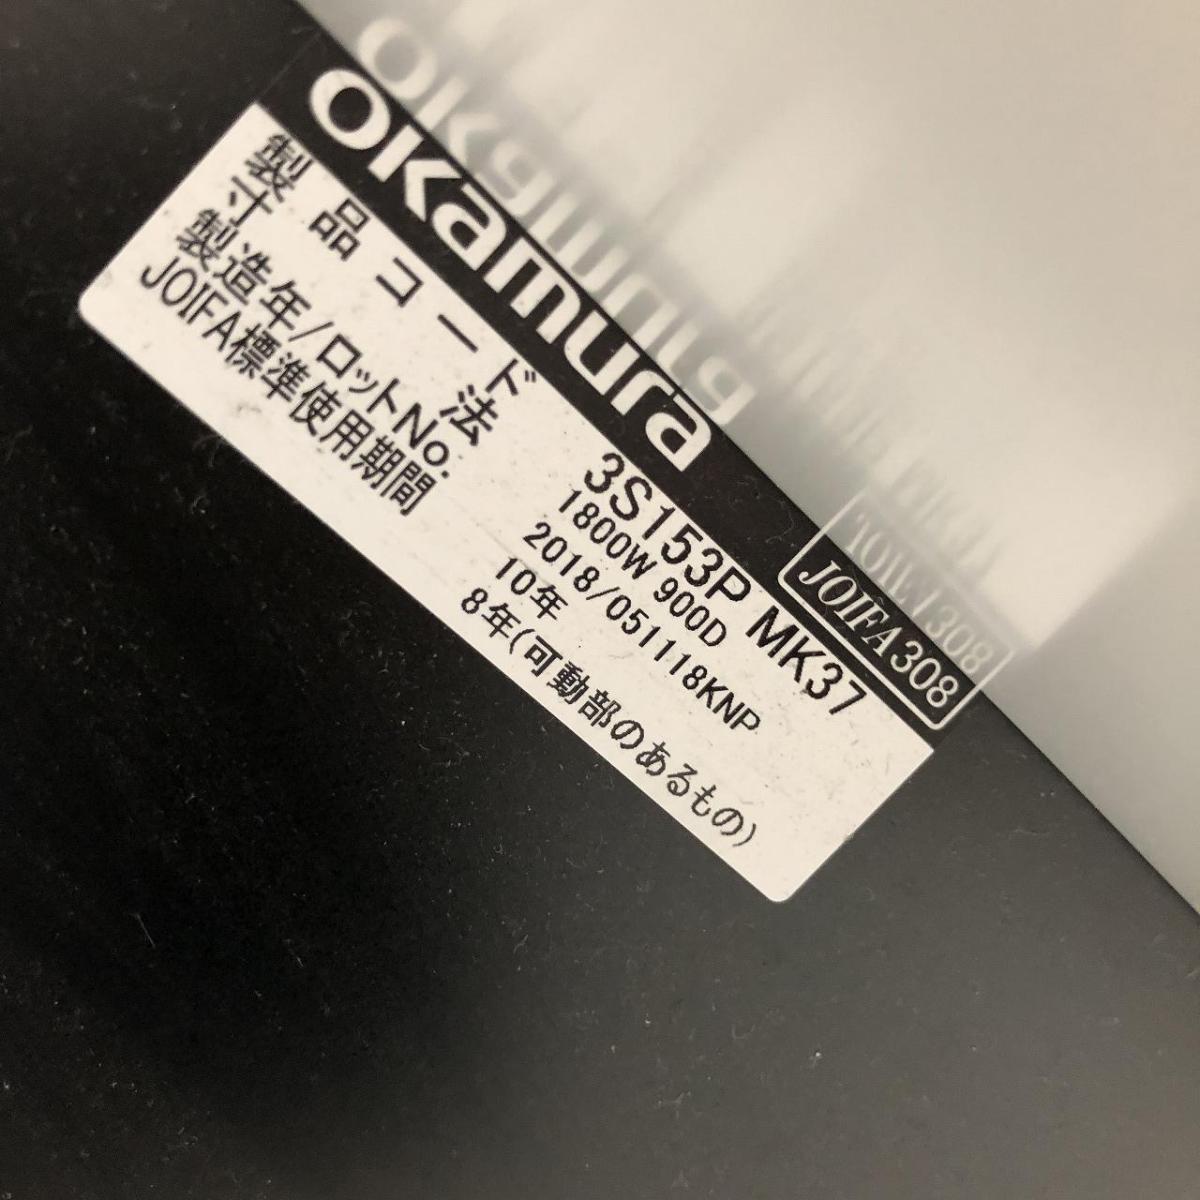 okamura
JOIFA308
製品コード 3S153P MK37
寸法 1800W 900D
製造年/ロットNo. 2018/051118KNP
JOIFA標準使用期間 10年
8年(可動部のあるもの)